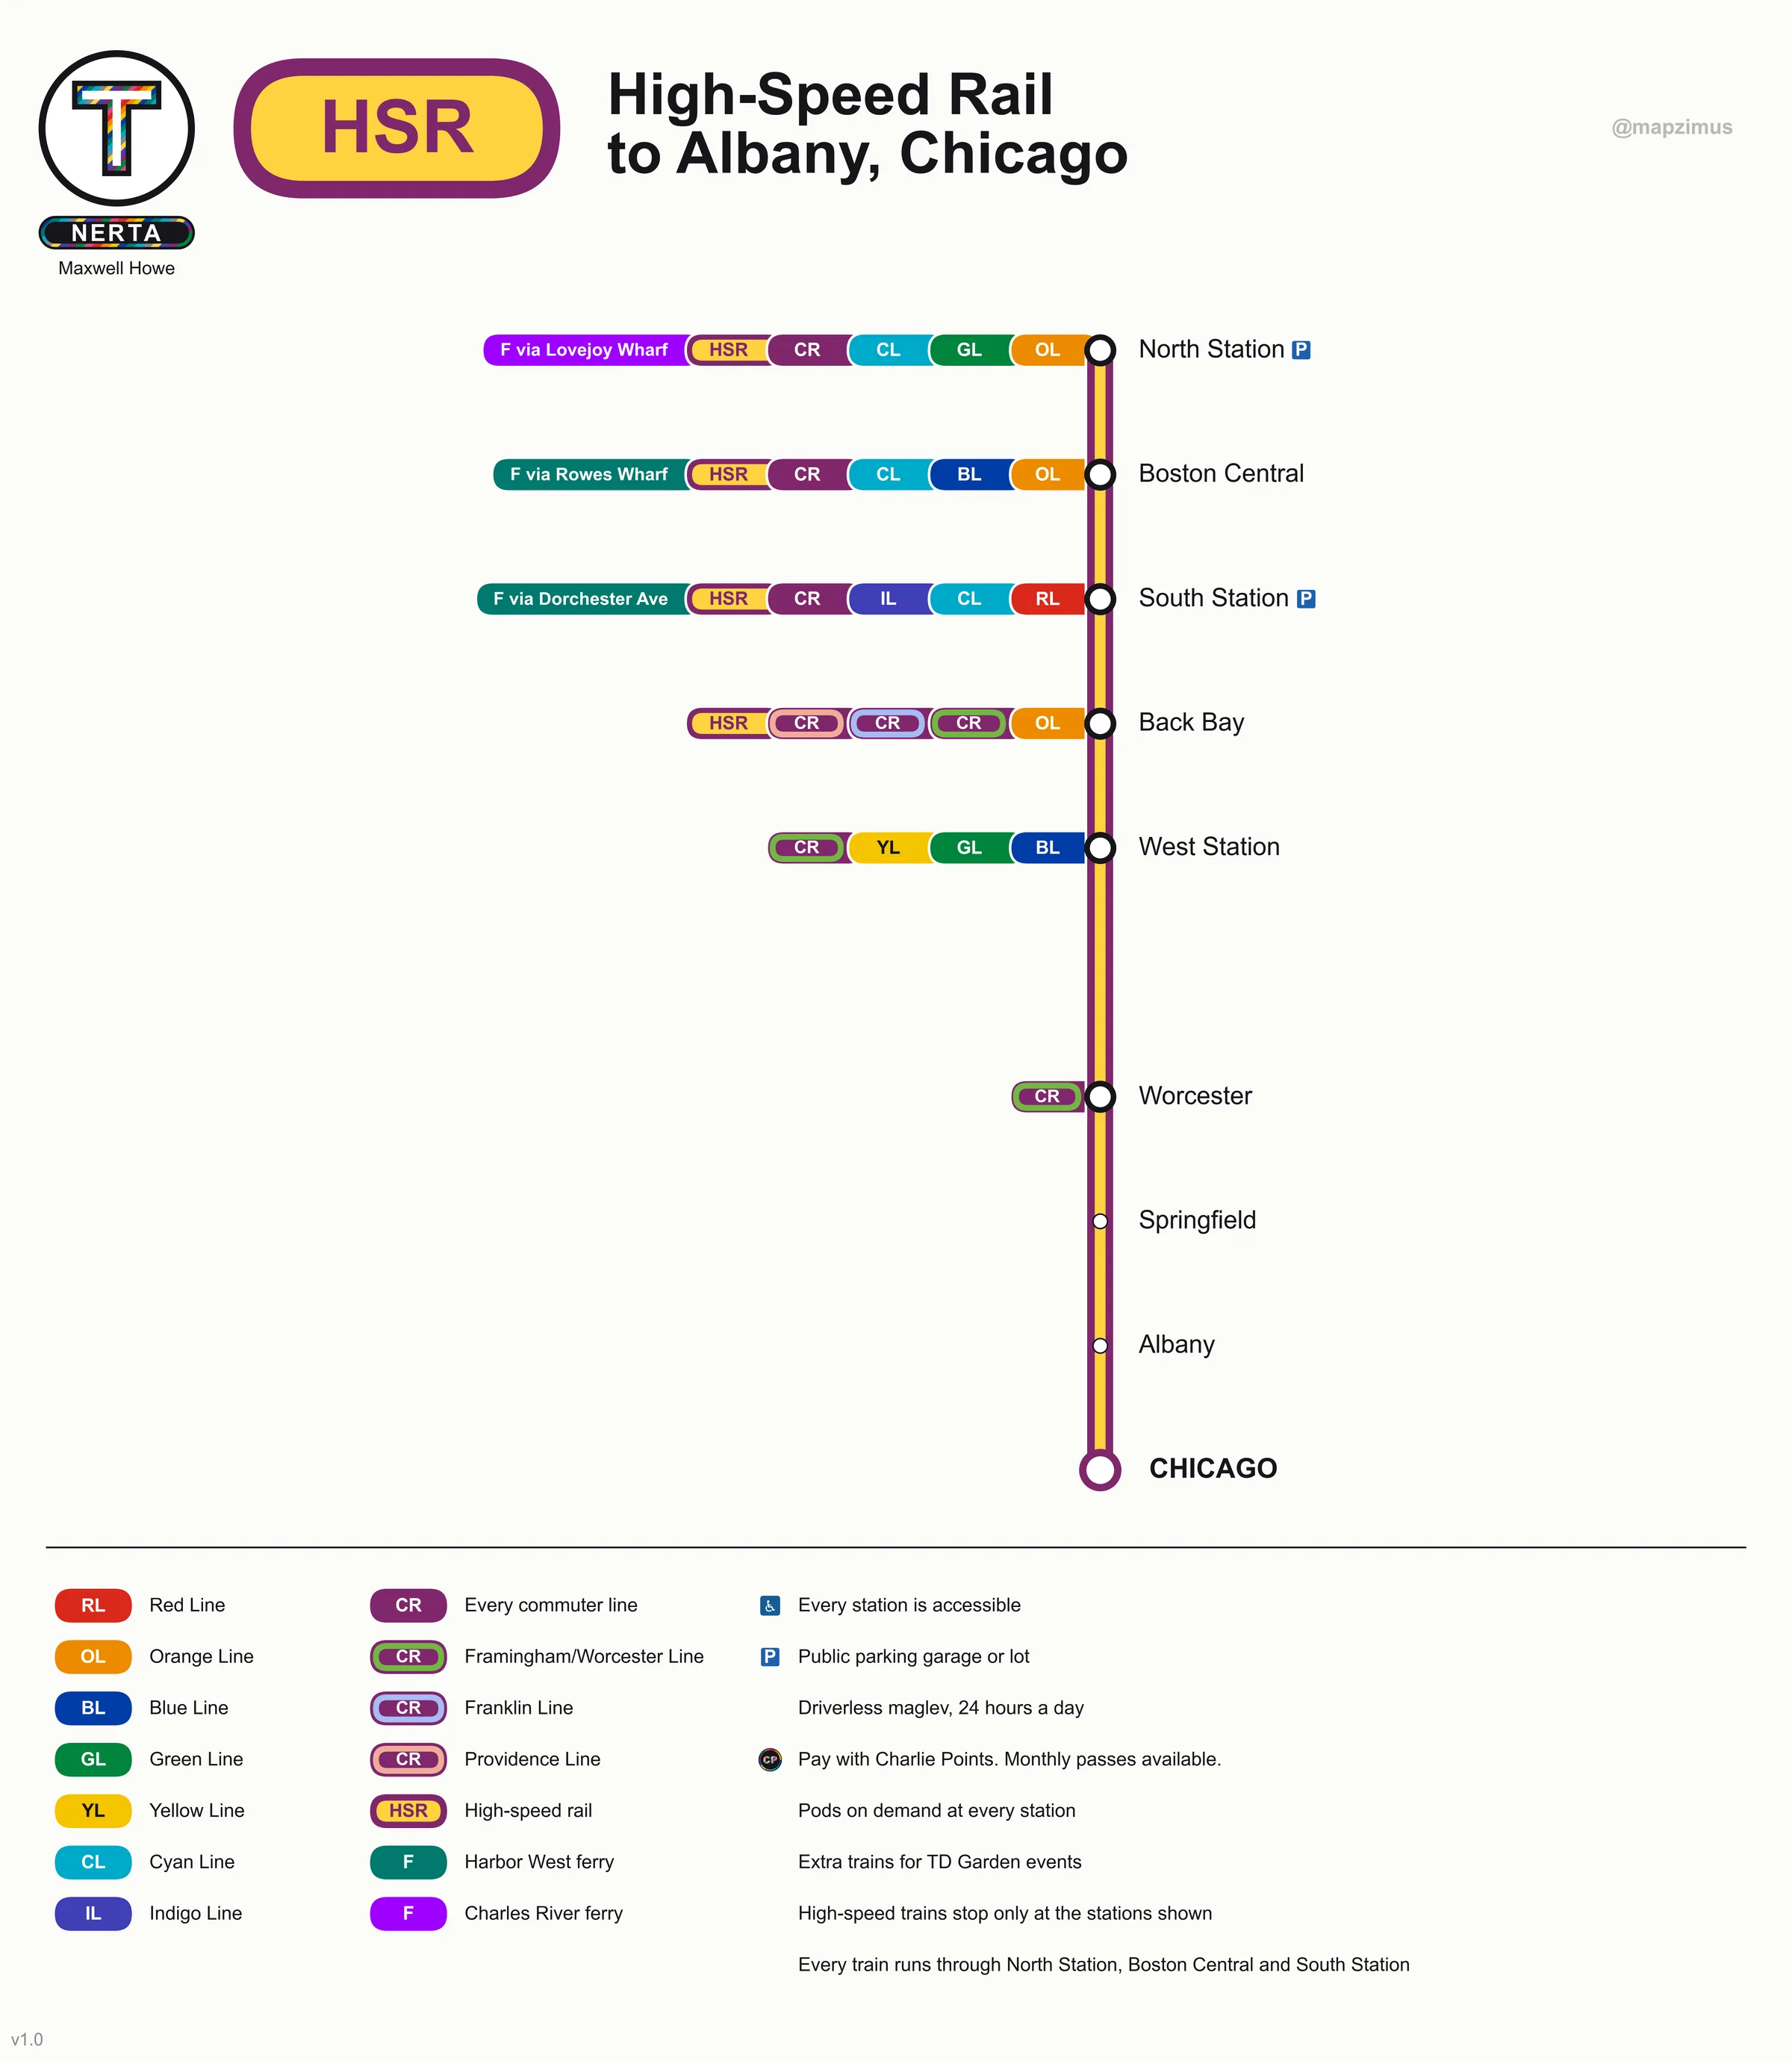 T
NERTA
Maxwell Howe
HSR
High-Speed Rail
to Albany, Chicago
@mapzimus
F via Lovejoy Wharf HSR CR CL GL OL North Station P
F via Rowes Wharf HSR CR CL BL OL Boston Central
F via Dorchester Ave HSR CR IL CL RL South Station P
HSR CR CR CR OL Back Bay
CR YL GL BL West Station
CR Worcester
Springfield
Albany
CHICAGO
RL Red Line
OL Orange Line
BL Blue Line
GL Green Line
YL Yellow Line
CL Cyan Line
IL Indigo Line
CR Every commuter line
CR Framingham/Worcester Line
CR Franklin Line
CR Providence Line
HSR High-speed rail
F Harbor West ferry
F Charles River ferry
Every station is accessible
P Public parking garage or lot
Driverless maglev, 24 hours a day
CP Pay with Charlie Points. Monthly passes available.
Pods on demand at every station
Extra trains for TD Garden events
High-speed trains stop only at the stations shown
Every train runs through North Station, Boston Central and South Station
v1.0